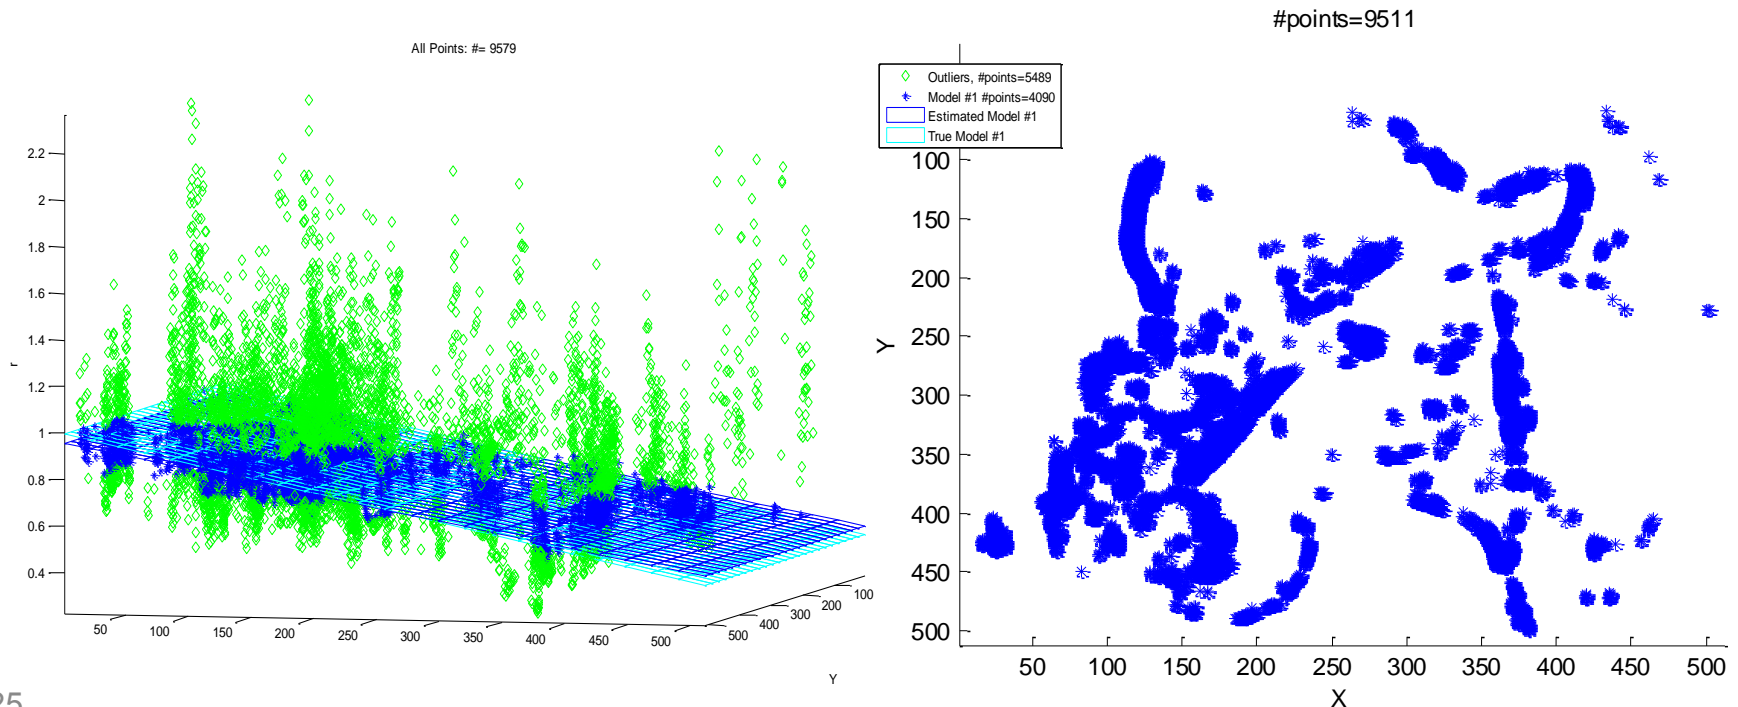 #points=9511
All Points: #= 9579
Outliers, #points=5489
Model #1 #points=4090
Estimated Model #1
True Model #1
r
2.2
2
1.8
1.6
1.4
1.2
1
0.8
0.6
0.4
50 100 150 200 250 300 350 400 450 500
500 400 300 200 100
Y
Y
100
150
200
250
300
350
400
450
500
50 100 150 200 250 300 350 400 450 500
X
25